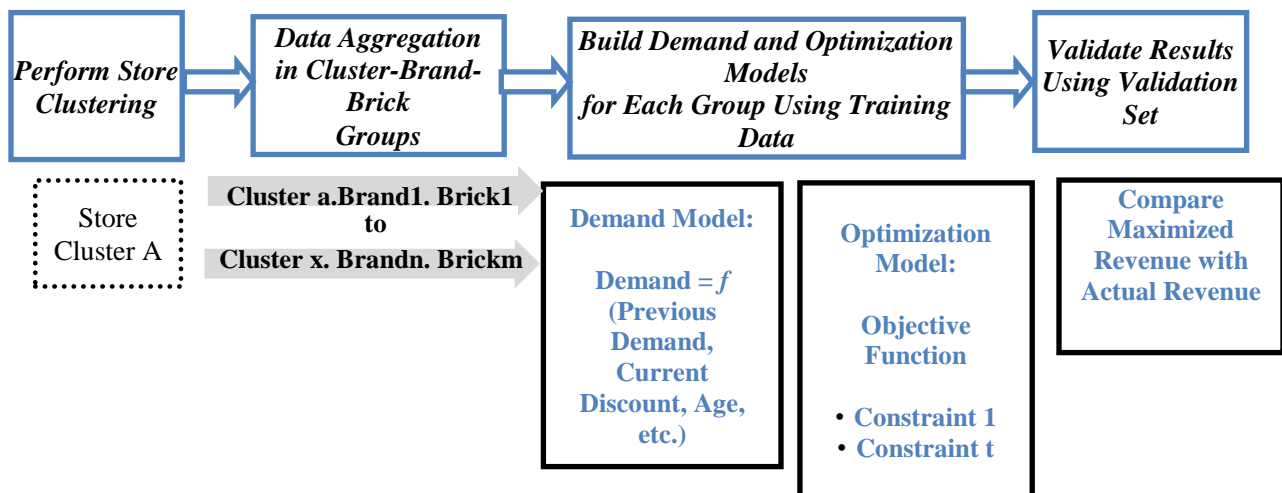 Perform Store
Clustering
Data Aggregation
in Cluster-Brand-
Brick
Groups
Build Demand and Optimization
Models
for Each Group Using Training
Data
Validate Results
Using Validation
Set
Store
Cluster A
Cluster a.Brand1. Brick1
to
Cluster x. Brandn. Brickm
Demand Model:
Demand = f
(Previous
Demand,
Current
Discount, Age,
etc.)
Optimization
Model:
Objective
Function
• Constraint 1
• Constraint t
Compare
Maximized
Revenue with
Actual Revenue